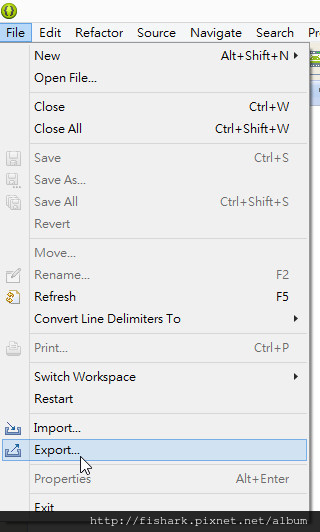 File Edit Refactor Source Navigate Search
New Alt+Shift+N
Open File...
Close Ctrl+W
Close All Ctrl+Shift+W
Save Ctrl+S
Save As...
Save All Ctrl+Shift+S
Revert
Move...
Rename... F2
Refresh F5
Convert Line Delimiters To
Print... Ctrl+P
Switch Workspace
Restart
Import...
Export...
Properties Alt+Enter
Exit
http://fishark.pixnet.net/album